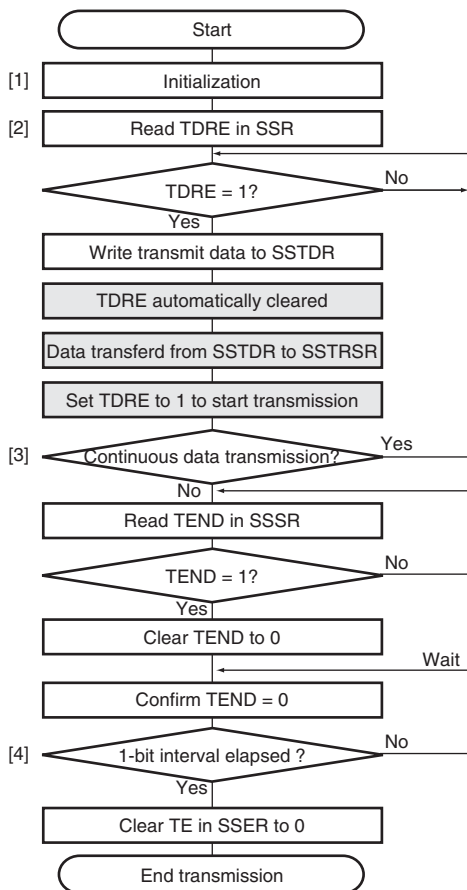 Start
[1] Initialization
[2] Read TDRE in SSR
TDRE = 1? No
Yes
Write transmit data to SSTDR
TDRE automatically cleared
Data transferd from SSTDR to SSTRSR
Set TDRE to 1 to start transmission
[3] Continuous data transmission? Yes
No
Read TEND in SSSR
TEND = 1? No
Yes
Clear TEND to 0
Wait
Confirm TEND = 0
[4] 1-bit interval elapsed ? No
Yes
Clear TE in SSER to 0
End transmission